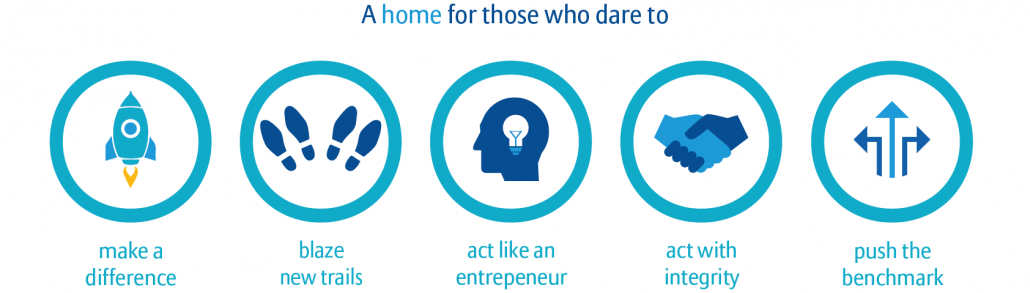 A home for those who dare to
make a
difference
blaze
new trails
act like an
entrepeneur
act with
integrity
push the
benchmark